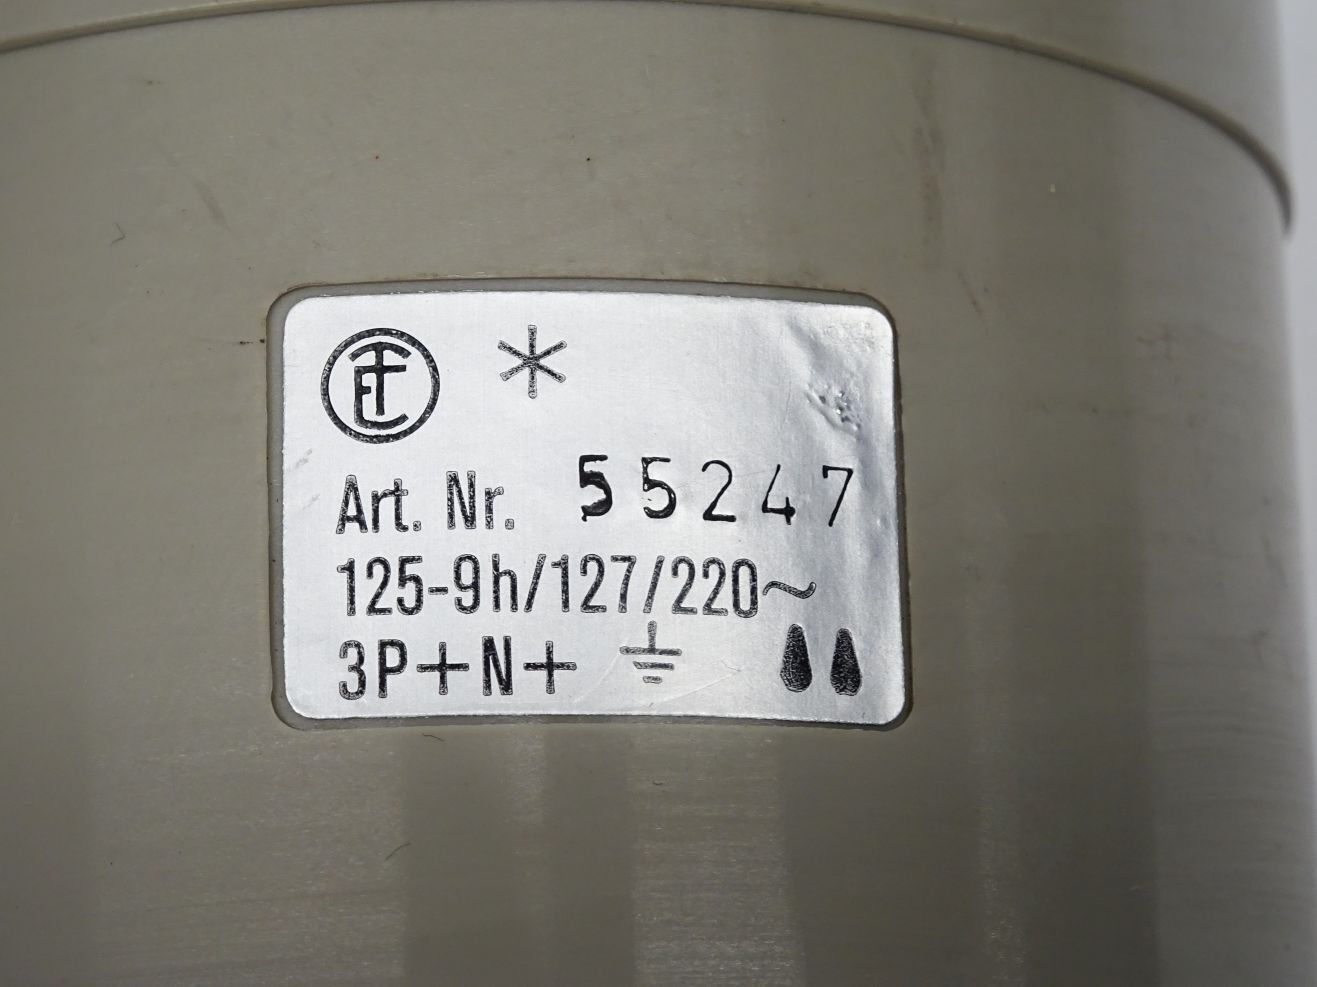 *
Art. Nr. 55247
125-9h/127/220~
3P+N+⏚